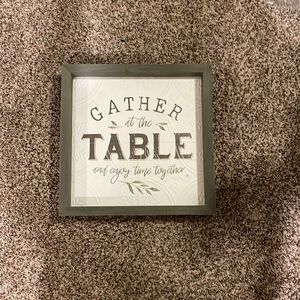 GATHER
at the
TABLE
and enjoy time together